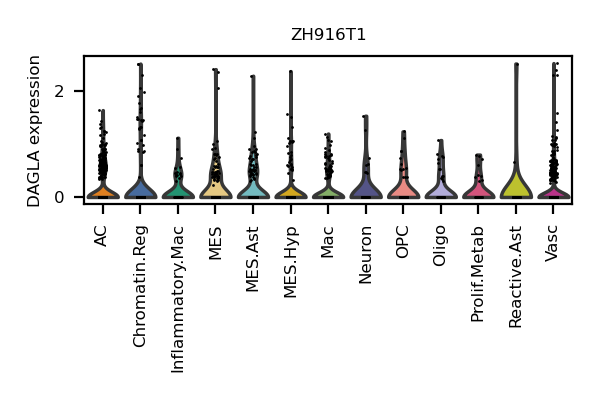 ZH916T1
DAGLA expression
2
0
AC
Chromatin.Reg
Inflammatory.Mac
MES
MES.Ast
MES.Hyp
Mac
Neuron
OPC
Oligo
Prolif.Metab
Reactive.Ast
Vasc